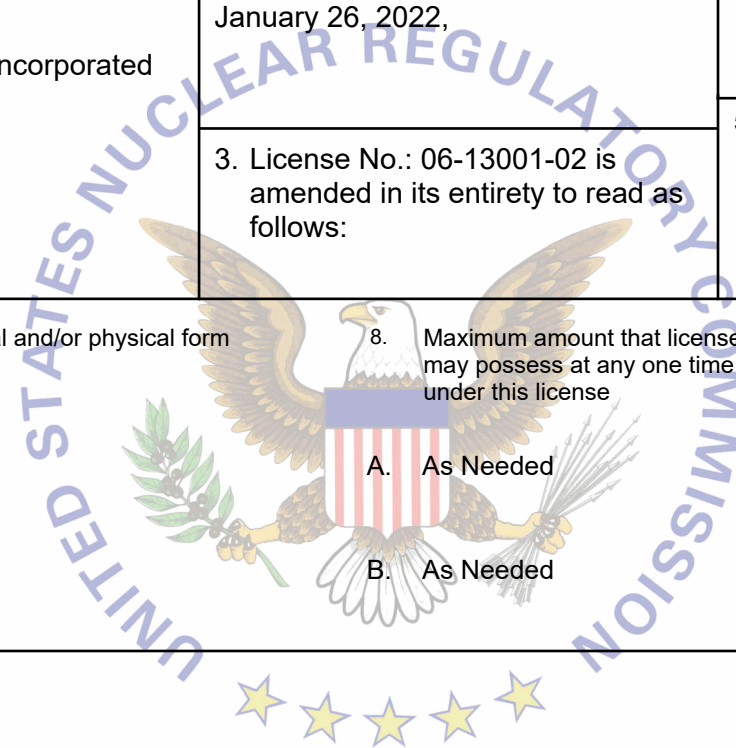 January 26, 2022,
ncorporated
3. License No.: 06-13001-02 is
amended in its entirety to read as
follows:
l and/or physical form
8. Maximum amount that license
may possess at any one time
under this license
A. As Needed
B. As Needed
UNITED STATES NUCLEAR REGULATORY COMMISSION